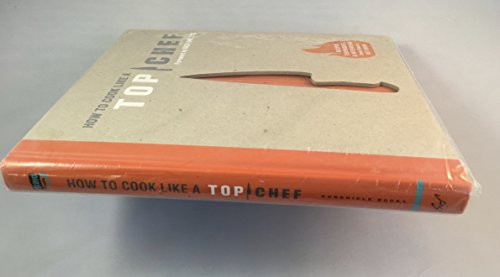 HOW TO COOK LIKE A
TOP CHEF
HOW TO COOK LIKE A TOP CHEF CHRONICLE BOOKS